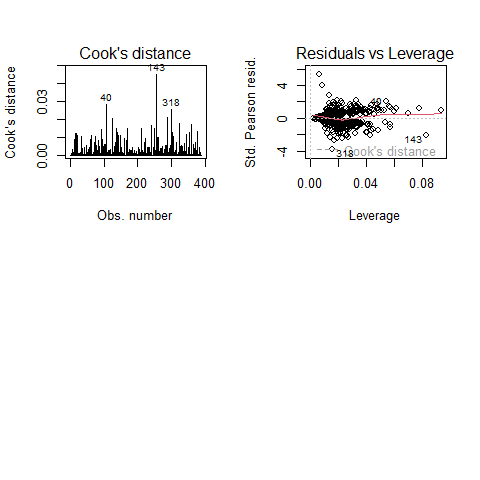 Cook's distance
Cook's distance
0.00
0.03
40
143
318
0 100 200 300 400
Obs. number
Residuals vs Leverage
Std. Pearson resid.
-4
0
4
40
143
318
Cook's distance
0.00 0.04 0.08
Leverage